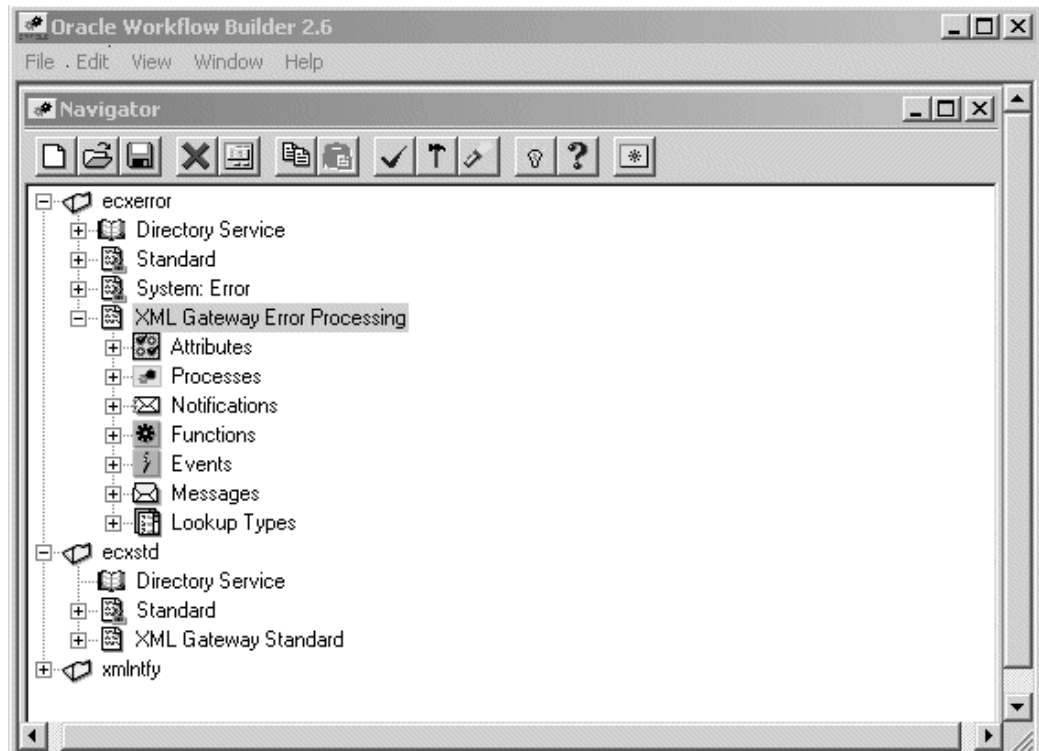 Oracle Workflow Builder 2.6
File . Edit View Window Help
Navigator
ecxerror
Directory Service
Standard
System: Error
XML Gateway Error Processing
Attributes
Processes
Notifications
Functions
Events
Messages
Lookup Types
ecxstd
Directory Service
Standard
XML Gateway Standard
xmlntfy